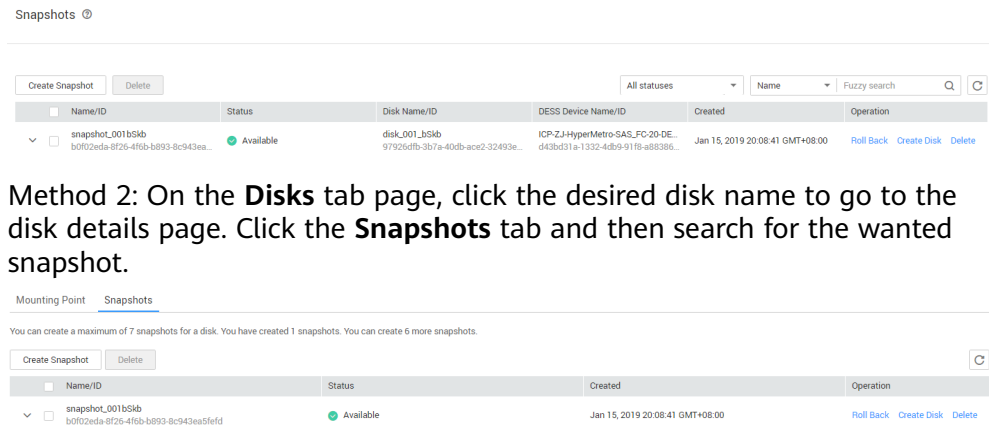 Snapshots
Create Snapshot Delete All statuses Name Fuzzy search
Name/ID Status Disk Name/ID DESS Device Name/ID Created Operation
snapshot_001bSkb Available disk_001_bSkb ICP-ZJ-HyperMetro-SAS_FC-20-DE... Jan 15, 2019 20:08:41 GMT+08:00 Roll Back Create Disk Delete
b0f02eda-8f26-4f6b-b893-8c943ea... 97926dfb-3b7a-40db-ace2-32493e... d43bd31a-1332-4db9-91f8-a88386...
Method 2: On the Disks tab page, click the desired disk name to go to the
disk details page. Click the Snapshots tab and then search for the wanted
snapshot.
Mounting Point Snapshots
You can create a maximum of 7 snapshots for a disk. You have created 1 snapshots. You can create 6 more snapshots.
Create Snapshot Delete
Name/ID Status Created Operation
snapshot_001bSkb Available Jan 15, 2019 20:08:41 GMT+08:00 Roll Back Create Disk Delete
b0f02eda-8f26-4f6b-b893-8c943ea5fefd